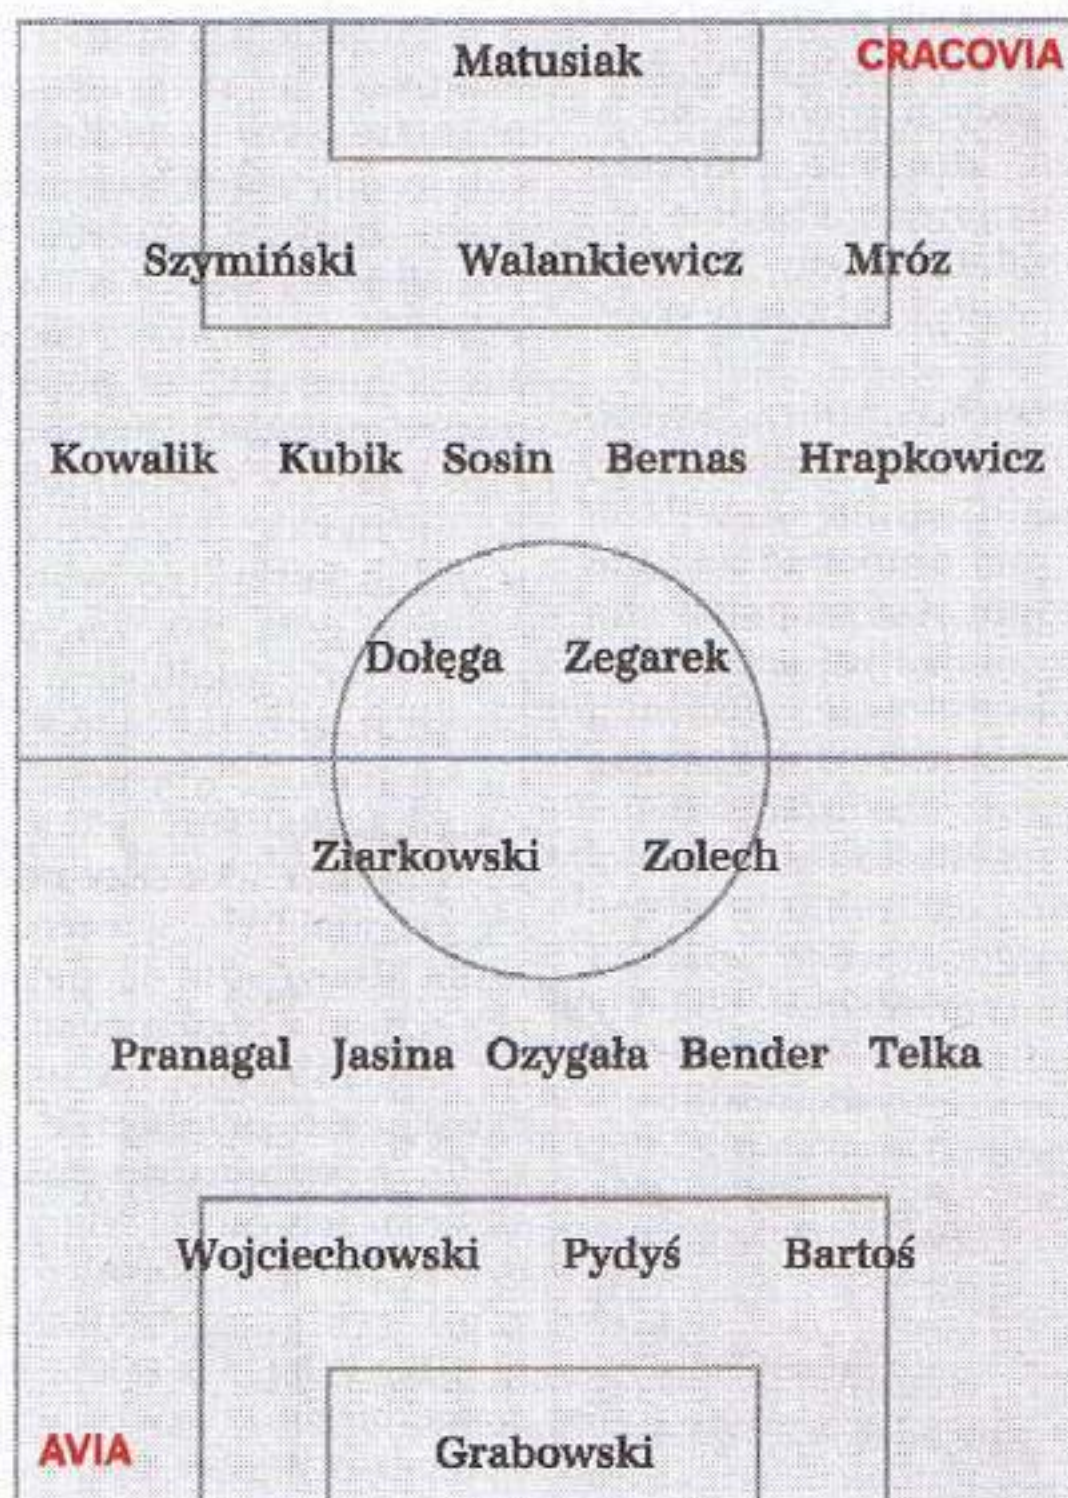 Matusiak CRACOVIA
Szymiński Walankiewicz Mróz
Kowalik Kubik Sosin Bernas Hrapkowicz
Dołęga Zegarek
Ziarkowski Zolech
Pranagal Jasina Ozygała Bender Telka
Wojciechowski Pydyś Bartoś
AVIA Grabowski